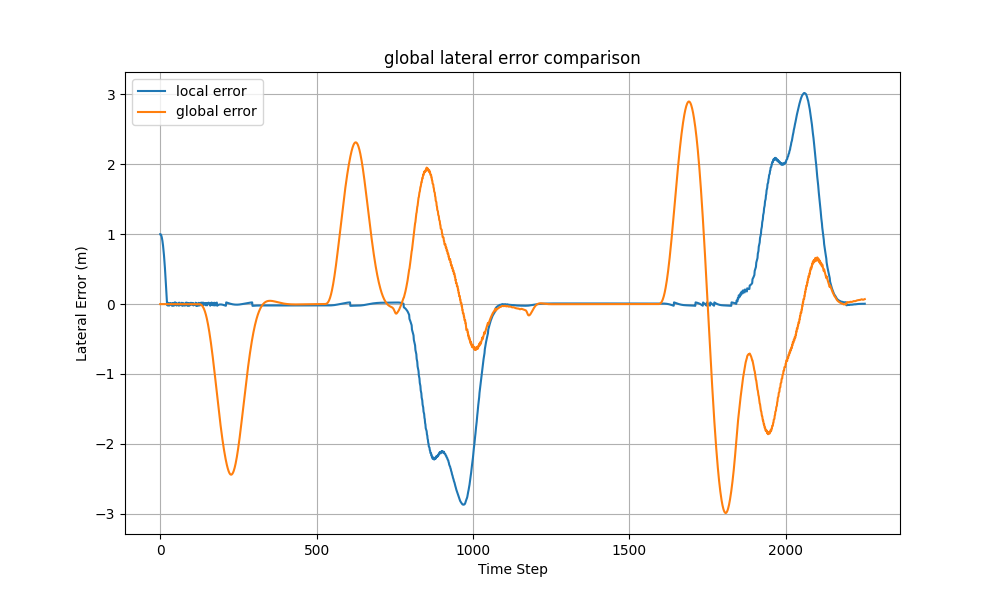 global lateral error comparison
local error
global error
3
2
1
0
−1
−2
−3
Lateral Error (m)
0
500
1000
1500
2000
Time Step